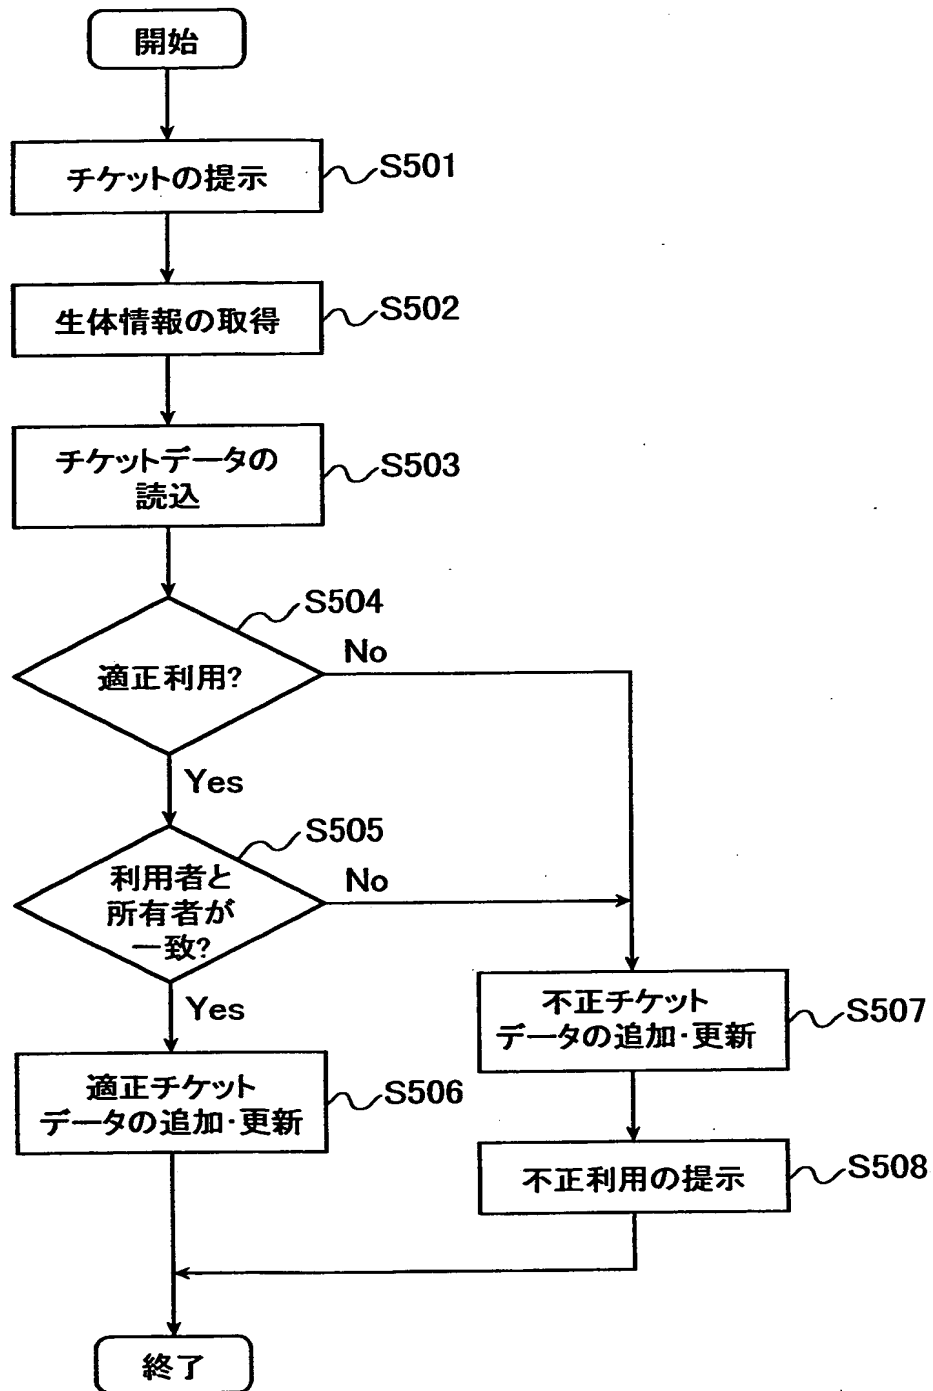 開始
チケットの提示
S501
生体情報の取得
S502
チケットデータの
読込
S503
S504
適正利用?
No
Yes
S505
利用者と
所有者が
一致?
No
Yes
適正チケット
データの追加・更新
S506
不正チケット
データの追加・更新
S507
不正利用の提示
S508
終了